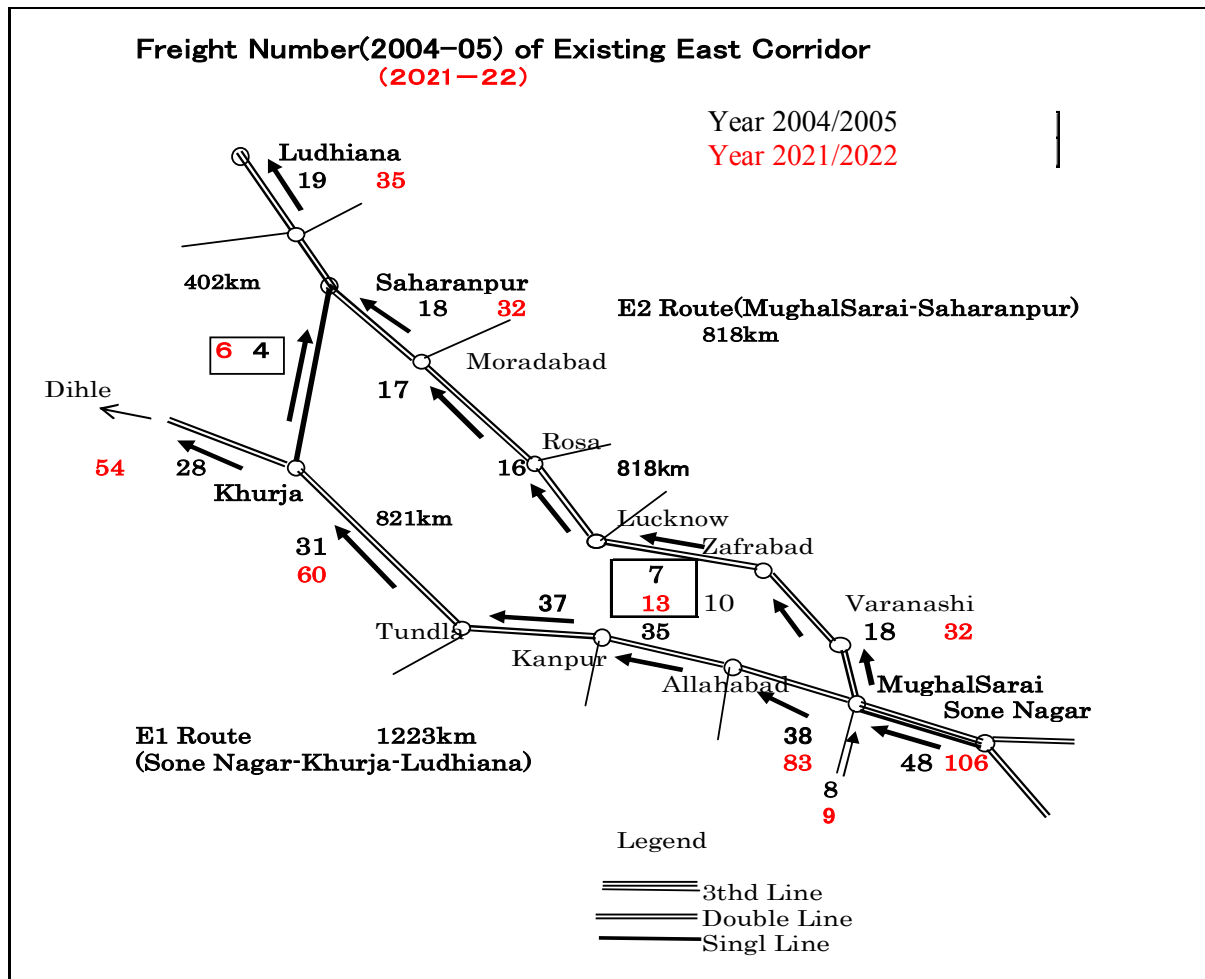 Freight Number(2004-05) of Existing East Corridor
(2021-22)
Year 2004/2005
Year 2021/2022
Ludhiana
19 35
402km
Saharanpur
18 32
E2 Route(MughalSarai-Saharanpur)
818km
6 4
Moradabad
Dihle
17
Rosa
54 28
16
818km
Khurja
821km
Lucknow
Zafrabad
31
60
7
13 10
37
35
Varanashi
18 32
Tundla
Kanpur
Allahabad
MughalSarai
Sone Nagar
E1 Route 1223km
(Sone Nagar-Khurja-Ludhiana)
38
83
48 106
8
9
Legend
3thd Line
Double Line
Singl Line